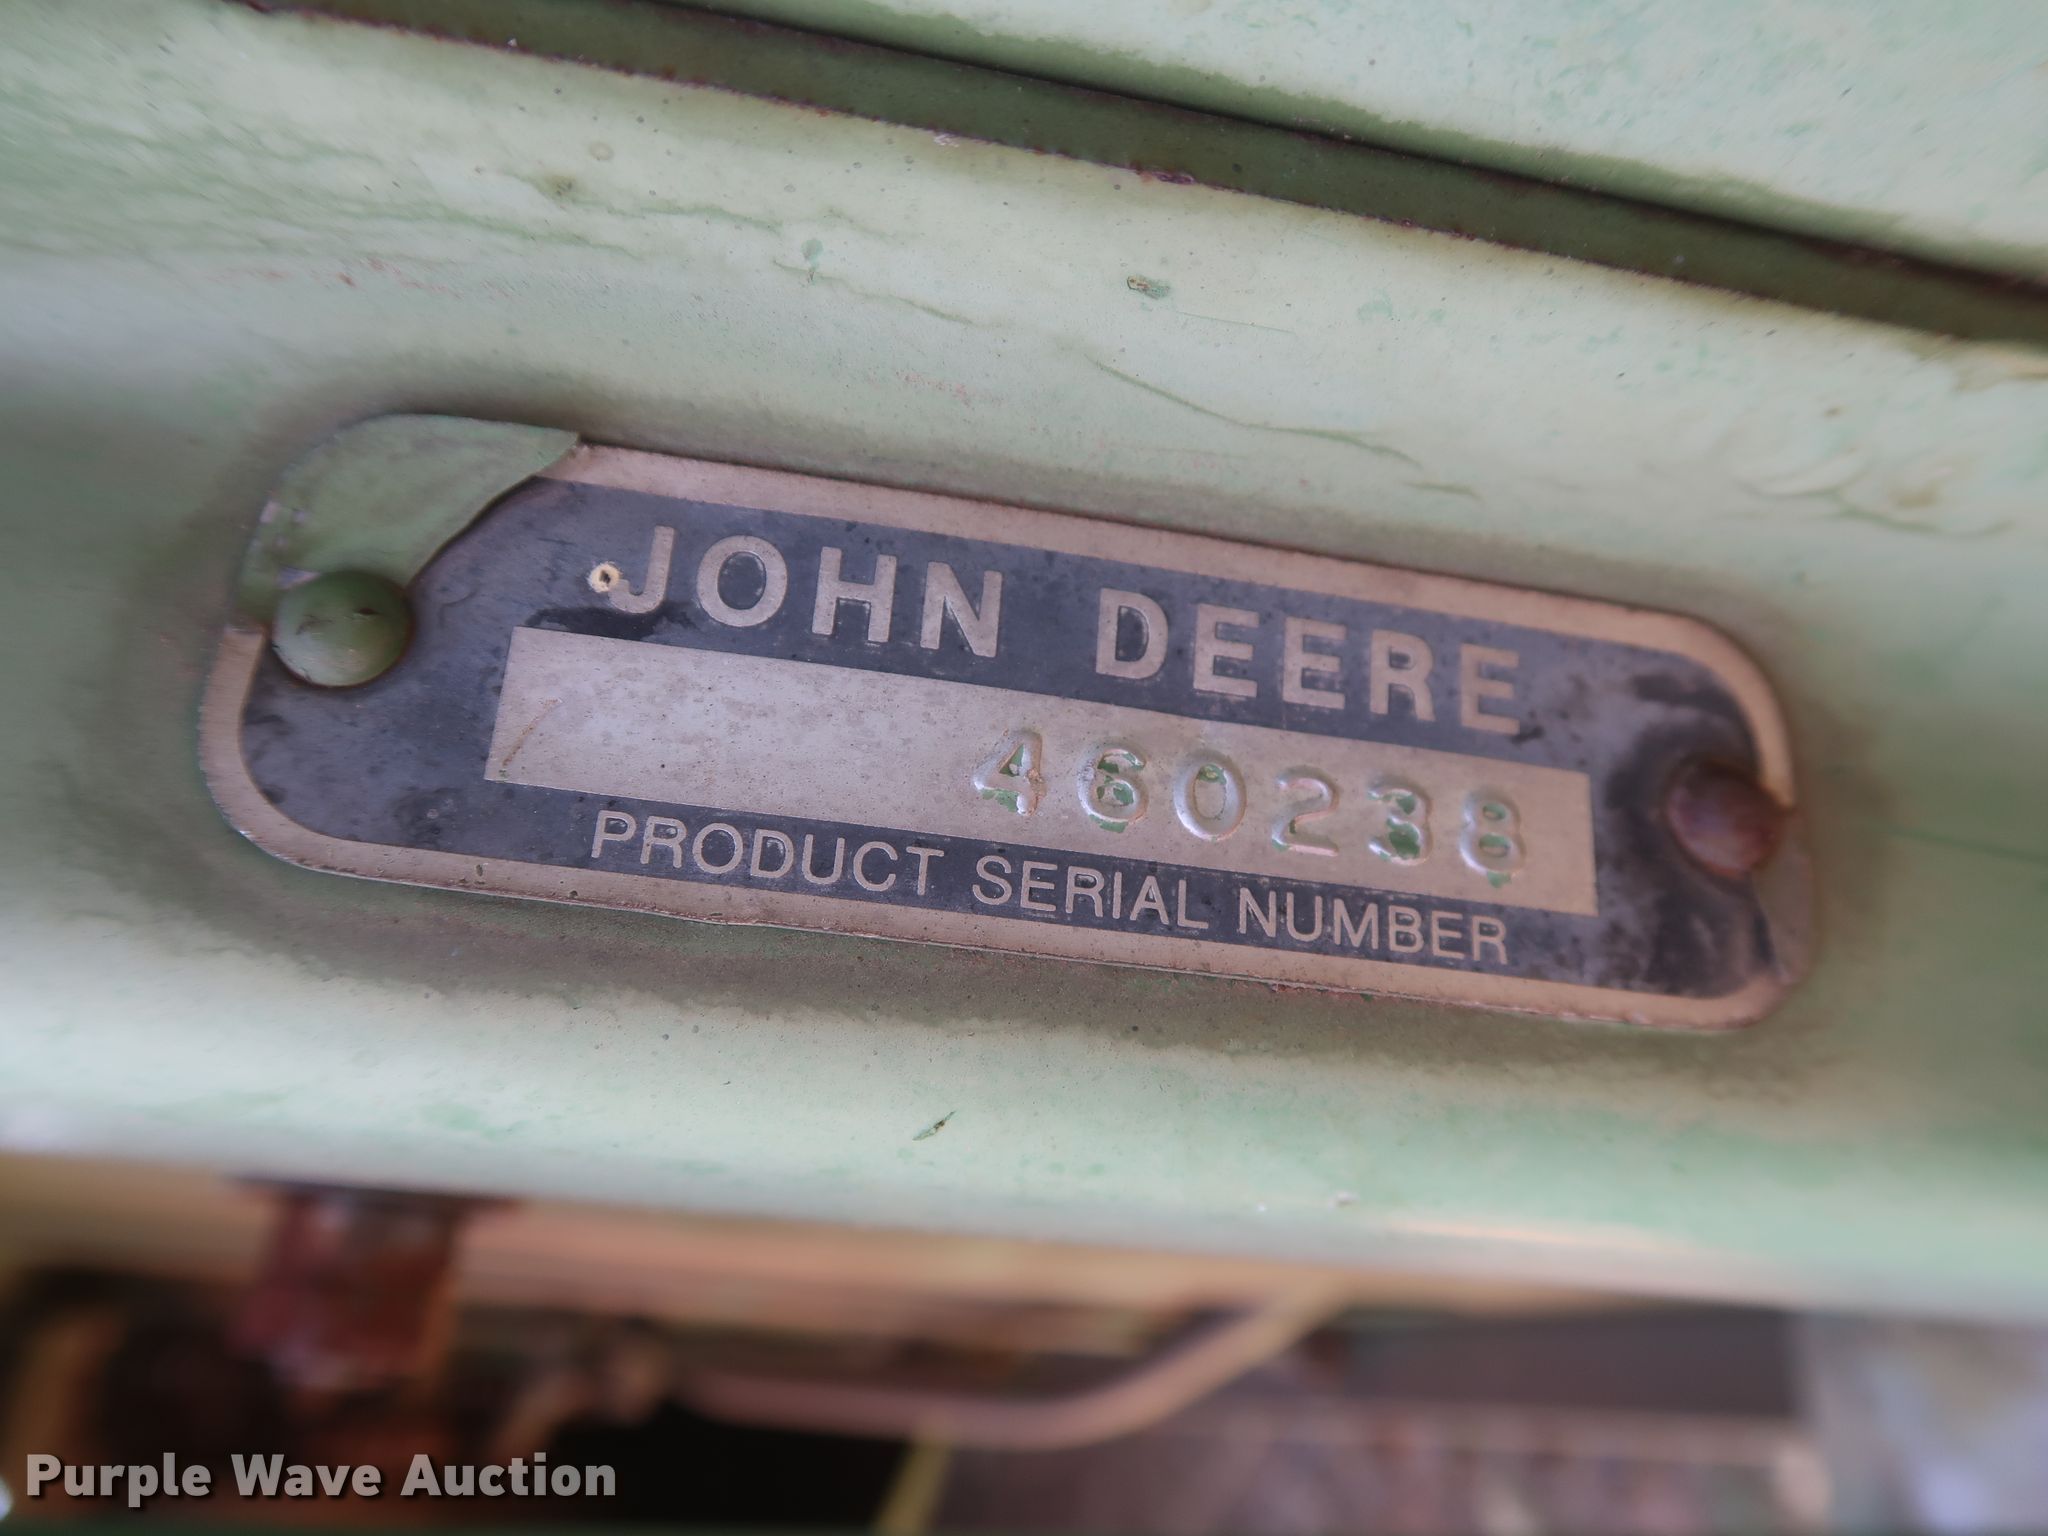 JOHN DEERE
460238
PRODUCT SERIAL NUMBER
Purple Wave Auction